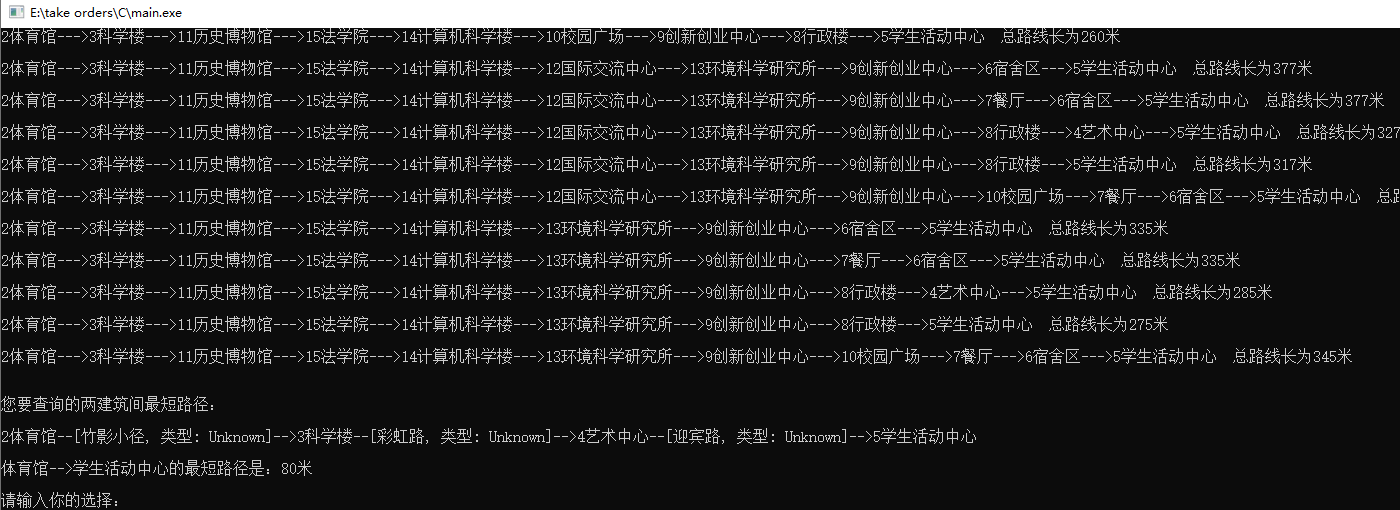 E:\take orders\C\main.exe
2体育馆--->3科学楼--->11历史博物馆--->15法学院--->14计算机科学楼--->10校园广场--->9创新创业中心--->8行政楼--->5学生活动中心  总路线长为260米
2体育馆--->3科学楼--->11历史博物馆--->15法学院--->14计算机科学楼--->12国际交流中心--->13环境科学研究所--->9创新创业中心--->6宿舍区--->5学生活动中心  总路线长为377米
2体育馆--->3科学楼--->11历史博物馆--->15法学院--->14计算机科学楼--->12国际交流中心--->13环境科学研究所--->9创新创业中心--->7餐厅--->6宿舍区--->5学生活动中心  总路线长为377米
2体育馆--->3科学楼--->11历史博物馆--->15法学院--->14计算机科学楼--->12国际交流中心--->13环境科学研究所--->9创新创业中心--->8行政楼--->4艺术中心--->5学生活动中心  总路线长为327
2体育馆--->3科学楼--->11历史博物馆--->15法学院--->14计算机科学楼--->12国际交流中心--->13环境科学研究所--->9创新创业中心--->8行政楼--->5学生活动中心  总路线长为317米
2体育馆--->3科学楼--->11历史博物馆--->15法学院--->14计算机科学楼--->12国际交流中心--->13环境科学研究所--->9创新创业中心--->10校园广场--->7餐厅--->6宿舍区--->5学生活动中心  总
2体育馆--->3科学楼--->11历史博物馆--->15法学院--->14计算机科学楼--->13环境科学研究所--->9创新创业中心--->6宿舍区--->5学生活动中心  总路线长为335米
2体育馆--->3科学楼--->11历史博物馆--->15法学院--->14计算机科学楼--->13环境科学研究所--->9创新创业中心--->7餐厅--->6宿舍区--->5学生活动中心  总路线长为335米
2体育馆--->3科学楼--->11历史博物馆--->15法学院--->14计算机科学楼--->13环境科学研究所--->9创新创业中心--->8行政楼--->4艺术中心--->5学生活动中心  总路线长为285米
2体育馆--->3科学楼--->11历史博物馆--->15法学院--->14计算机科学楼--->13环境科学研究所--->9创新创业中心--->8行政楼--->5学生活动中心  总路线长为275米
2体育馆--->3科学楼--->11历史博物馆--->15法学院--->14计算机科学楼--->13环境科学研究所--->9创新创业中心--->10校园广场--->7餐厅--->6宿舍区--->5学生活动中心  总路线长为345米
您要查询的两建筑间最短路径：
2体育馆--[竹影小径, 类型: Unknown]-->3科学楼--[彩虹路, 类型: Unknown]-->4艺术中心--[迎宾路, 类型: Unknown]-->5学生活动中心
体育馆-->学生活动中心的最短路径是：80米
请输入你的选择：